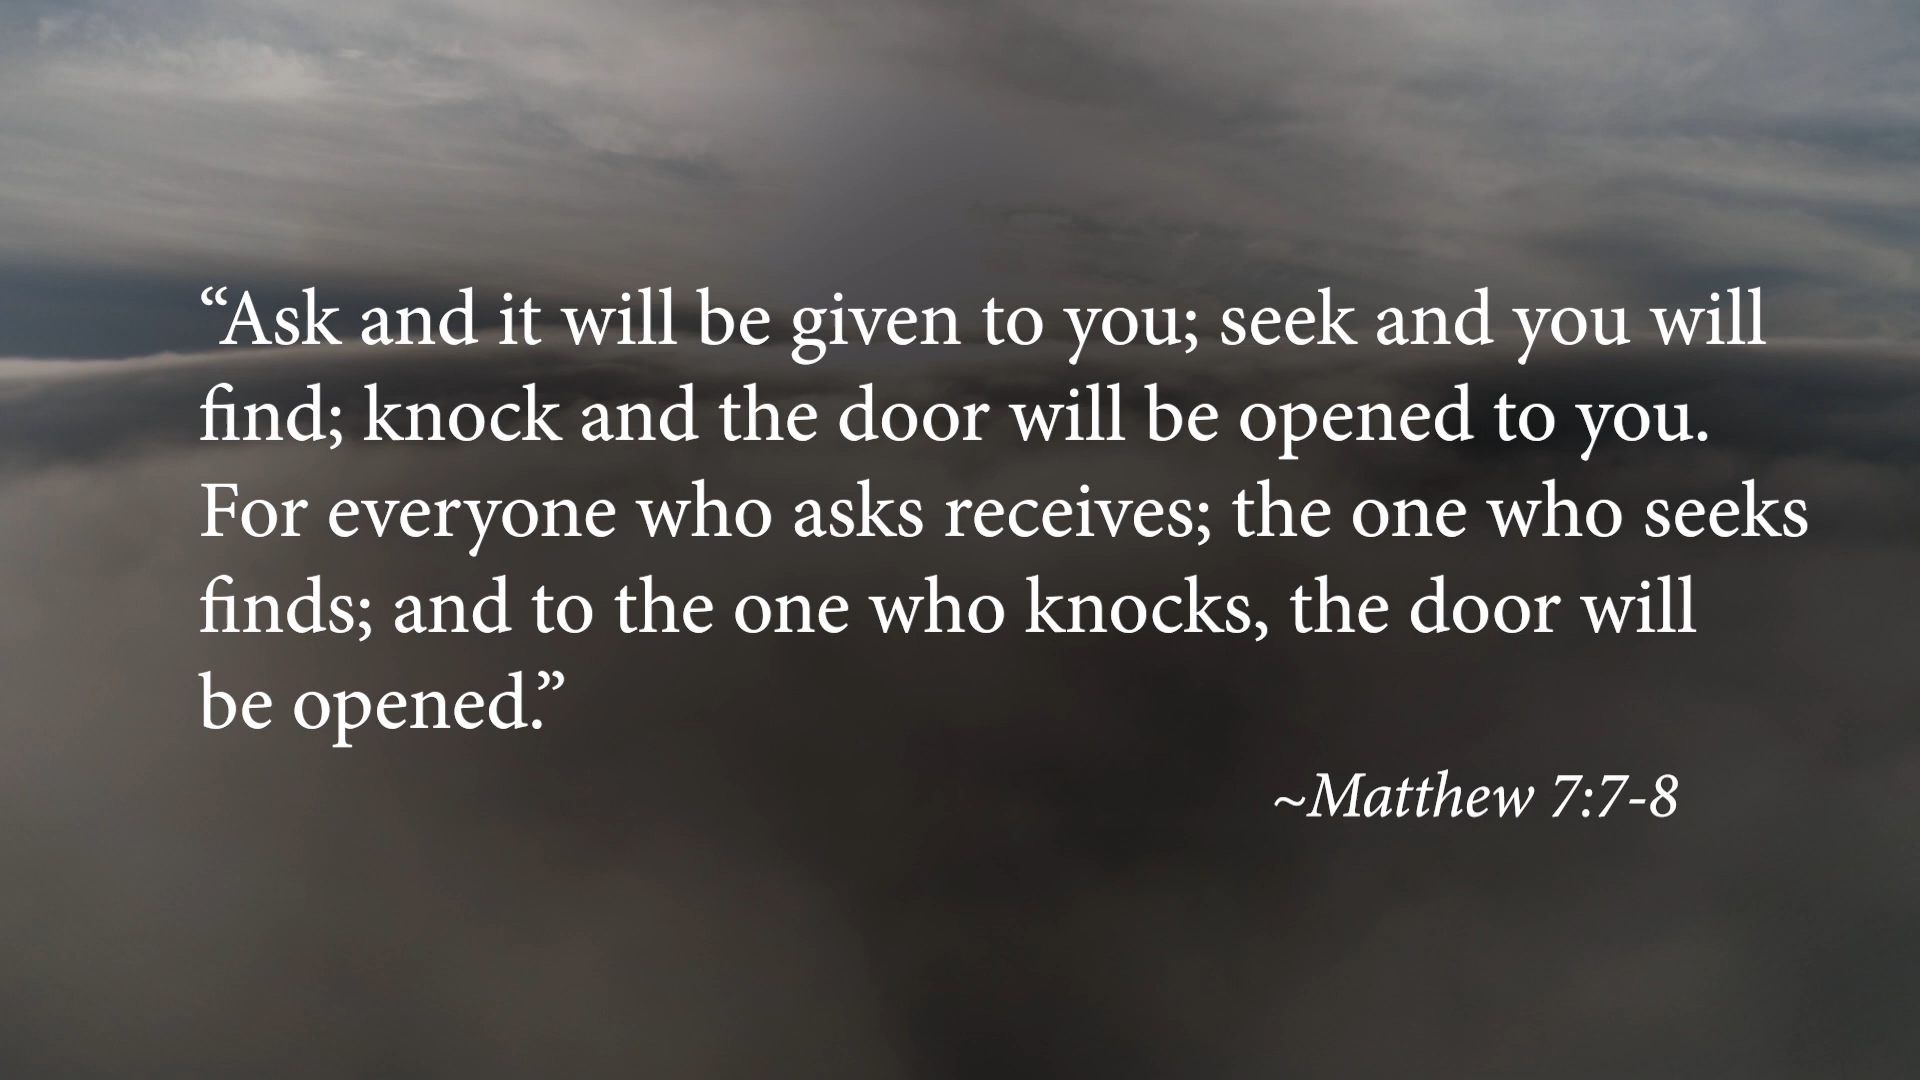 “Ask and it will be given to you; seek and you will
find; knock and the door will be opened to you.
For everyone who asks receives; the one who seeks
finds; and to the one who knocks, the door will
be opened.”
~Matthew 7:7-8